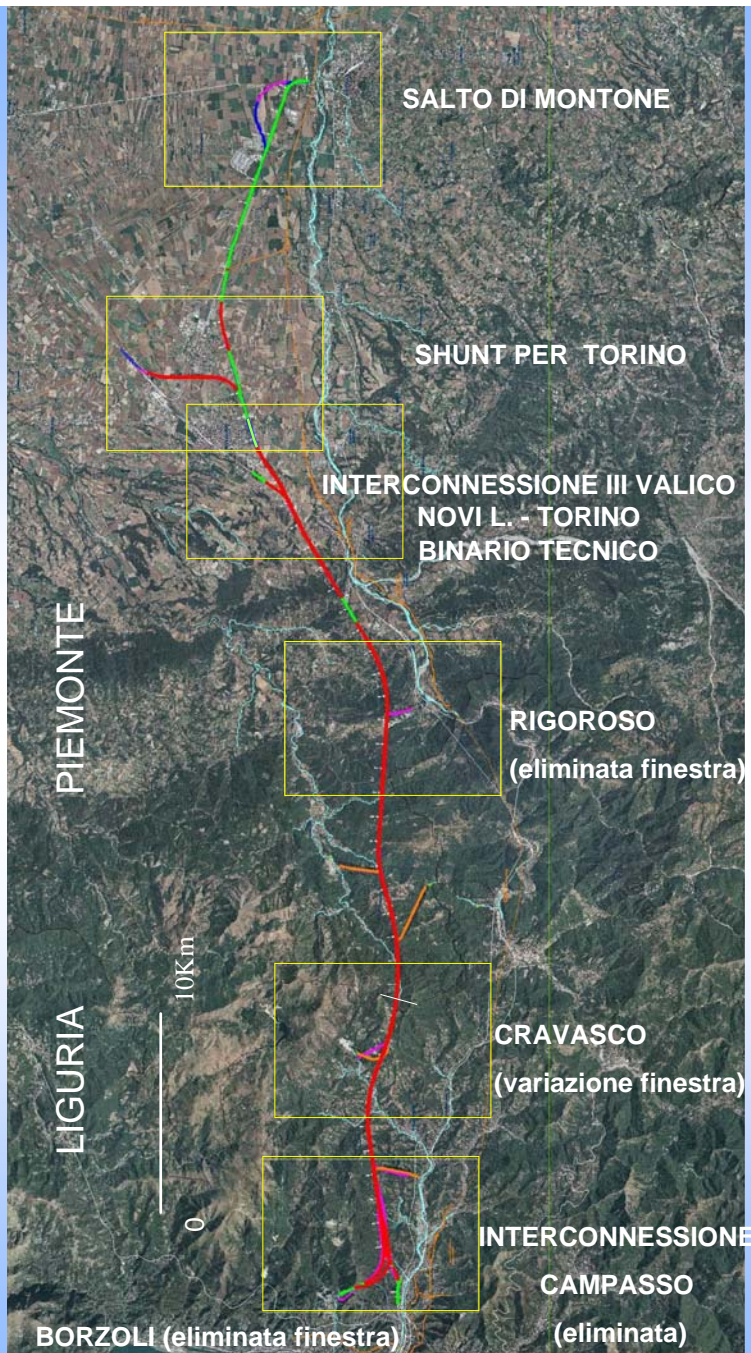 SALTO DI MONTONE
SHUNT PER TORINO
INTERCONNESSIONE III VALICO
NOVI L. - TORINO
BINARIO TECNICO
PIEMONTE
RIGOROSO
(eliminata finestra)
LIGURIA
10Km
0
CRAVASCO
(variazione finestra)
INTERCONNESSIONE
CAMPASSO
(eliminata)
BORZOLI (eliminata finestra)